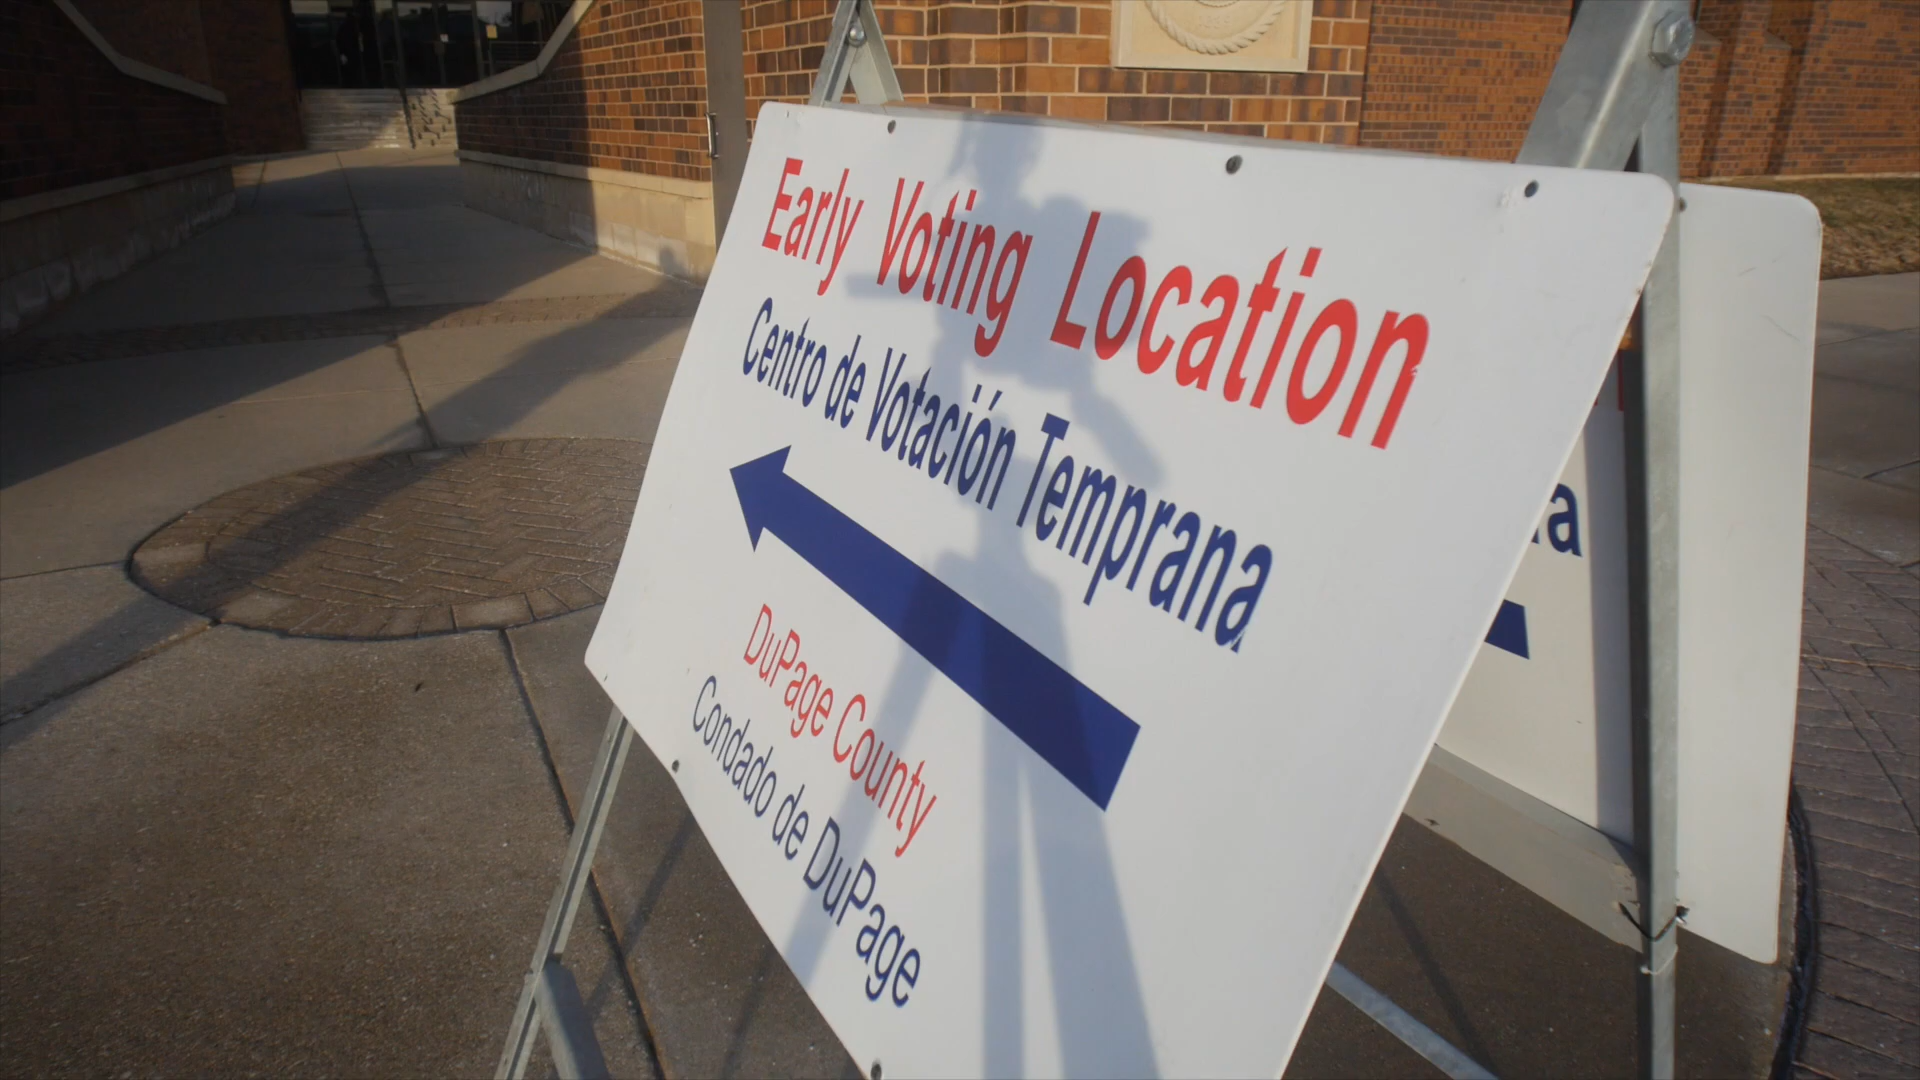 Early Voting Location
Centro de Votación Temprana
DuPage County
Condado de DuPage
a